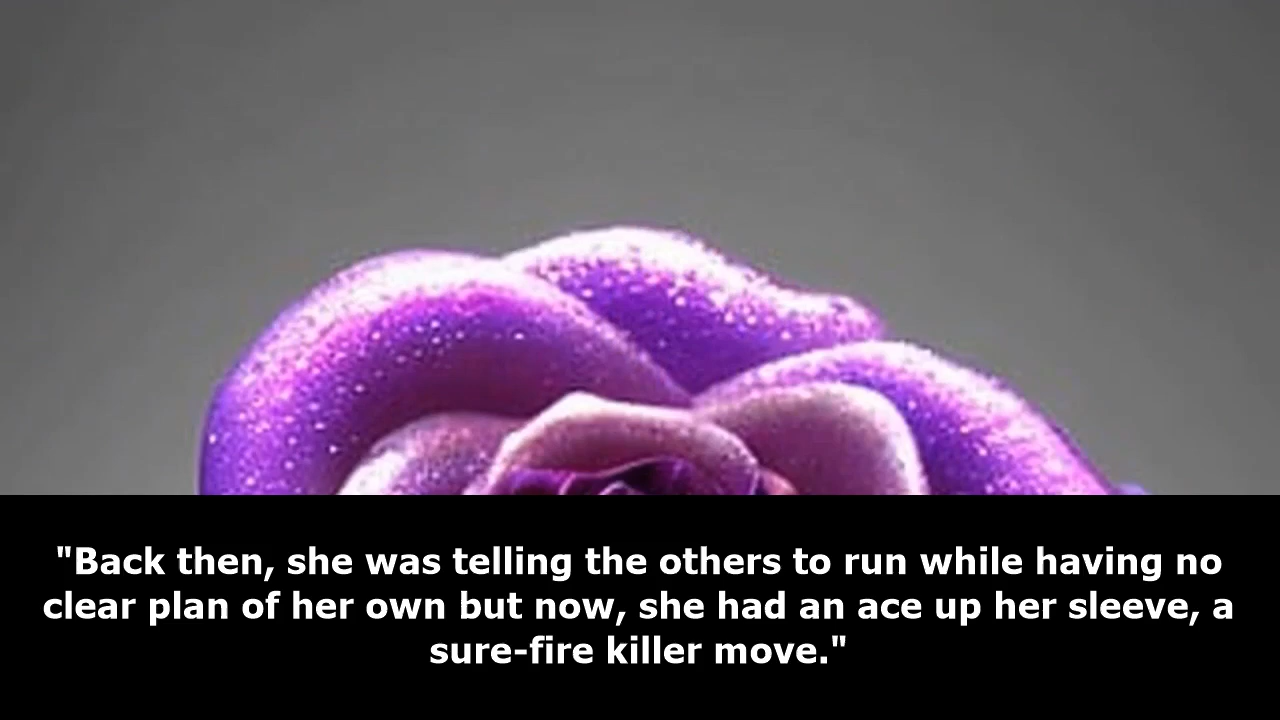 "Back then, she was telling the others to run while having no
clear plan of her own but now, she had an ace up her sleeve, a
sure-fire killer move."